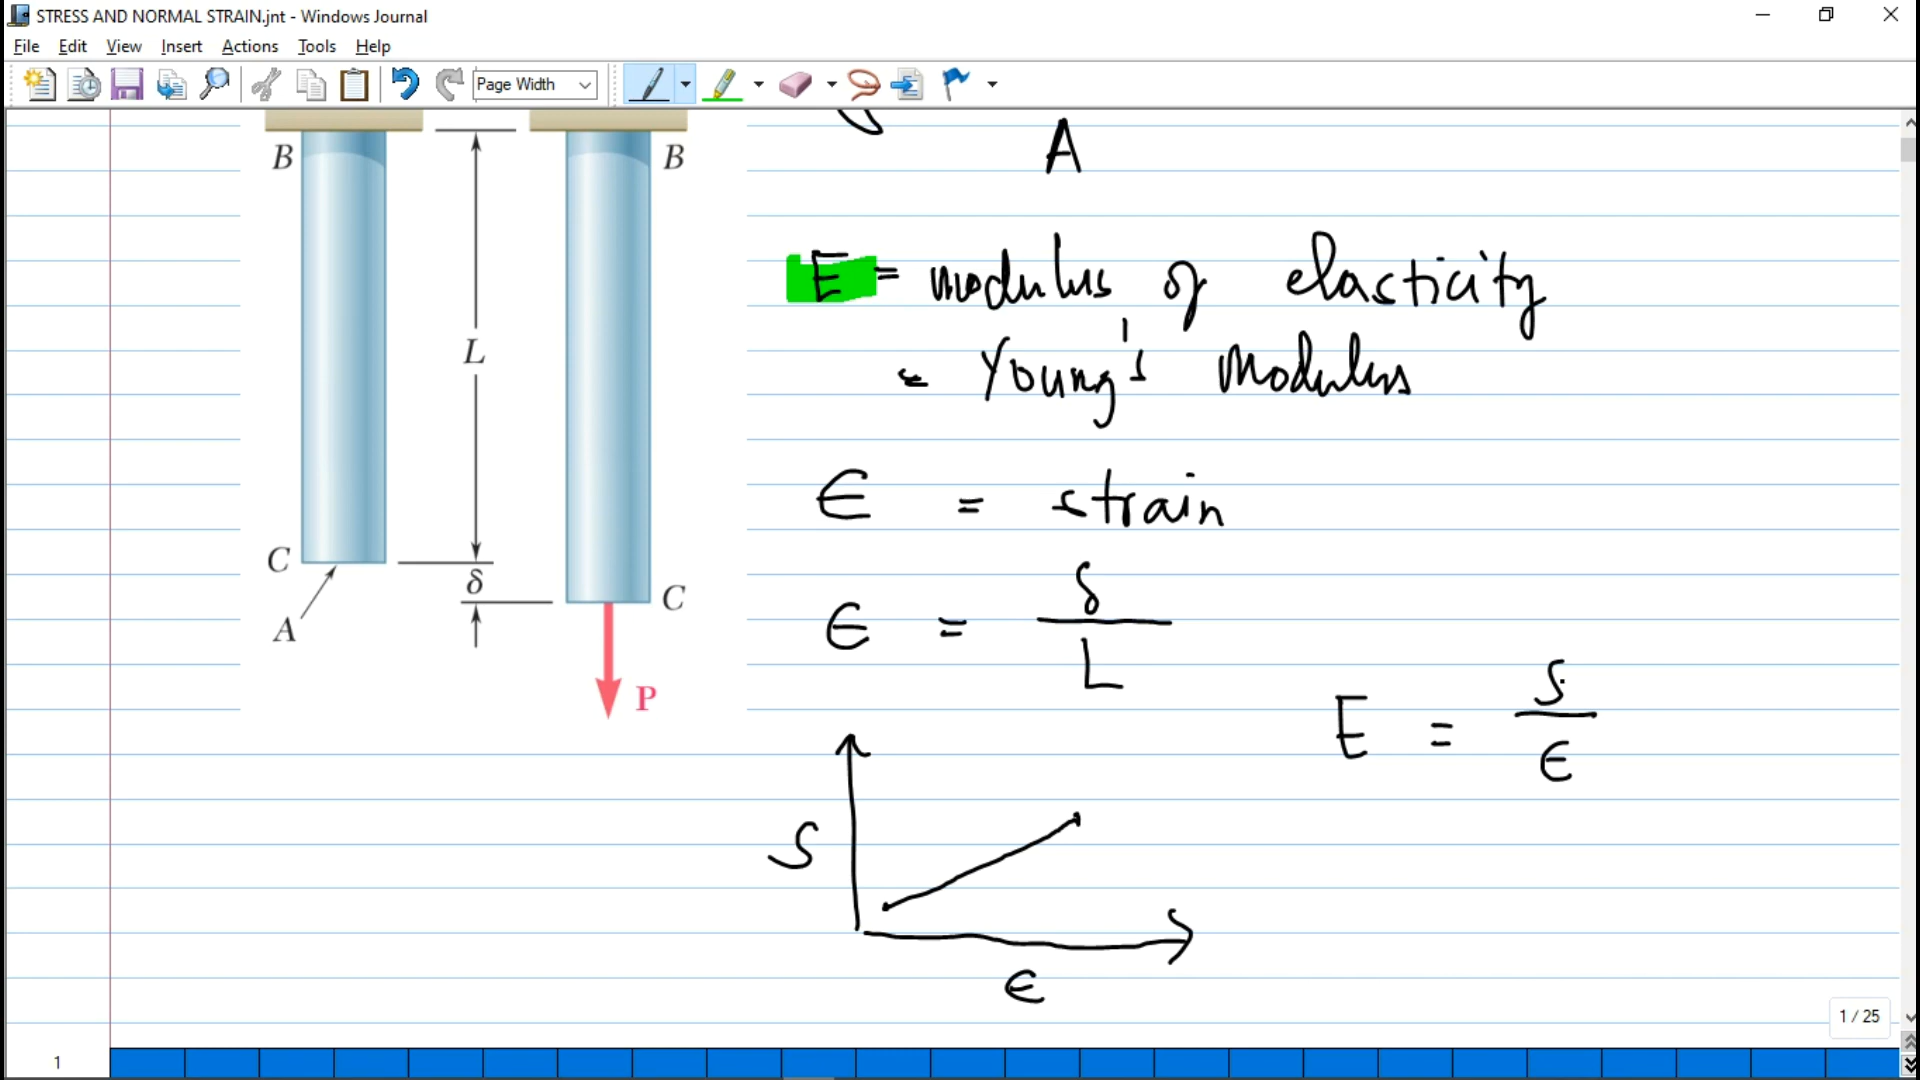 STRESS AND NORMAL STRAIN.jnt - Windows Journal
File Edit View Insert Actions Tools Help
Page Width
B
B
L
C
δ
C
A
P
A
E = modulus of elasticity
= Young's Modulus
ϵ = strain
ϵ = δ / L
E = S / ϵ
S
ϵ
1 / 25
1